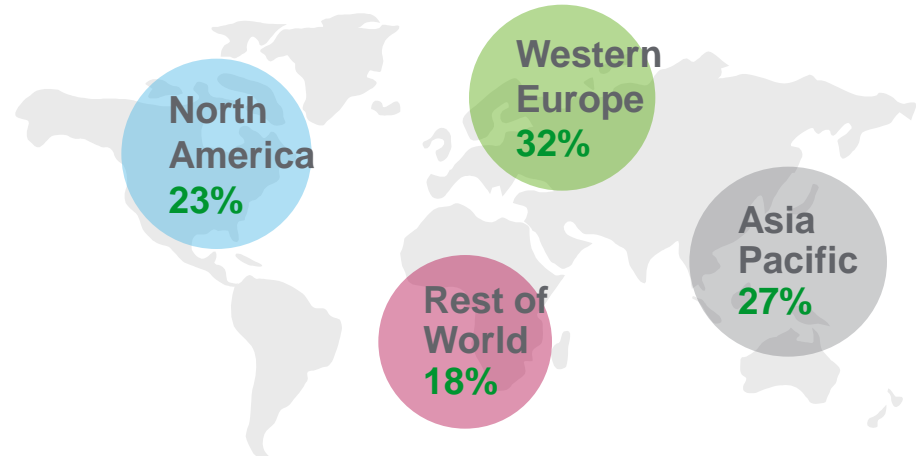 North
America
23%
Western
Europe
32%
Asia
Pacific
27%
Rest of
World
18%